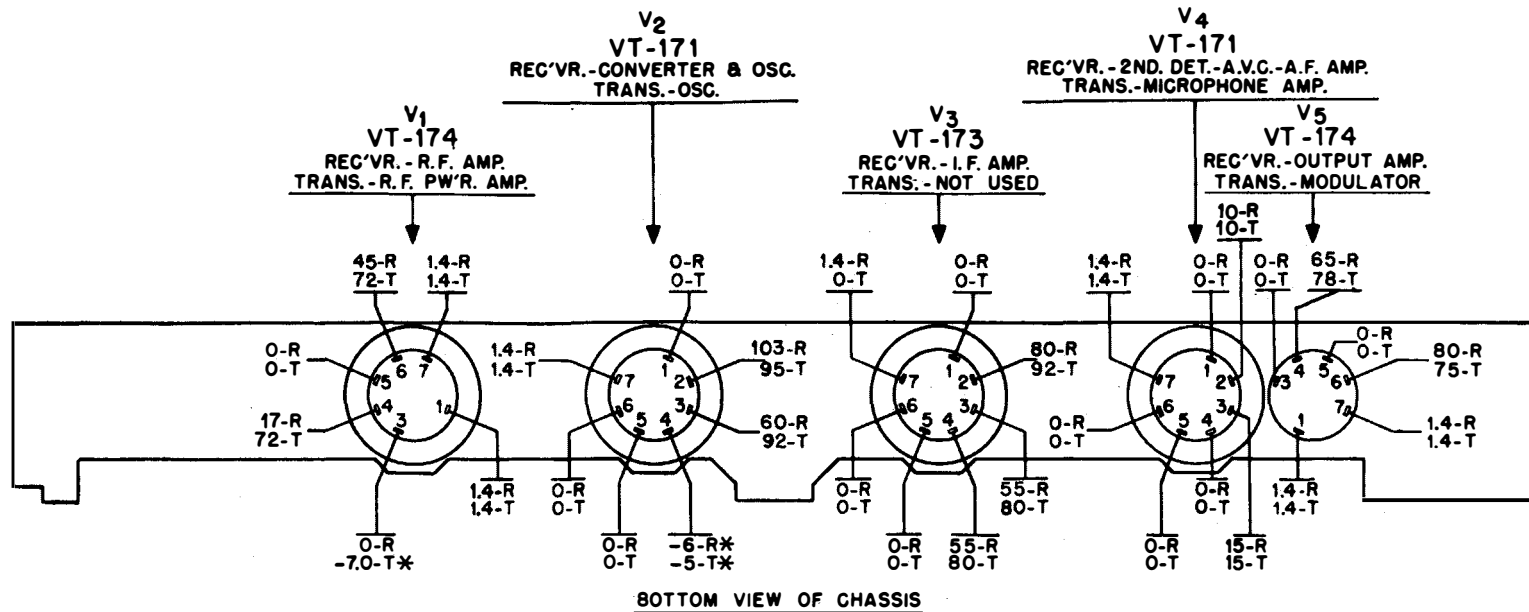 V2
VT-171
REC'VR.-CONVERTER & OSC.
TRANS.-OSC.
V4
VT-171
REC'VR.-2ND. DET.-A.V.C.-A.F. AMP.
TRANS.-MICROPHONE AMP.
V1
VT-174
REC'VR.-R.F. AMP.
TRANS.-R.F. PW'R. AMP.
V3
VT-173
REC'VR.-I.F. AMP.
TRANS.-NOT USED
V5
VT-174
REC'VR.-OUTPUT AMP.
TRANS.-MODULATOR
45-R
72-T
1.4-R
1.4-T
0-R
0-T
17-R
72-T
6
7
5
4
3
1
0-R
-7.0-T*
1.4-R
1.4-T
0-R
0-T
1.4-R
1.4-T
103-R
95-T
60-R
92-T
1
2
7
3
6
5
4
0-R
0-T
0-R
0-T
-6-R*
-5-T*
1.4-R
0-T
0-R
0-T
80-R
92-T
1
2
7
3
6
5
4
0-R
0-T
0-R
0-T
55-R
80-T
55-R
80-T
1.4-R
1.4-T
0-R
0-T
10-R
10-T
0-R
0-T
1
2
7
3
6
5
4
0-R
0-T
0-R
0-T
15-R
15-T
0-R
0-T
65-R
78-T
0-R
0-T
80-R
75-T
1.4-R
1.4-T
4
5
3
6
7
1
1.4-R
1.4-T
BOTTOM VIEW OF CHASSIS